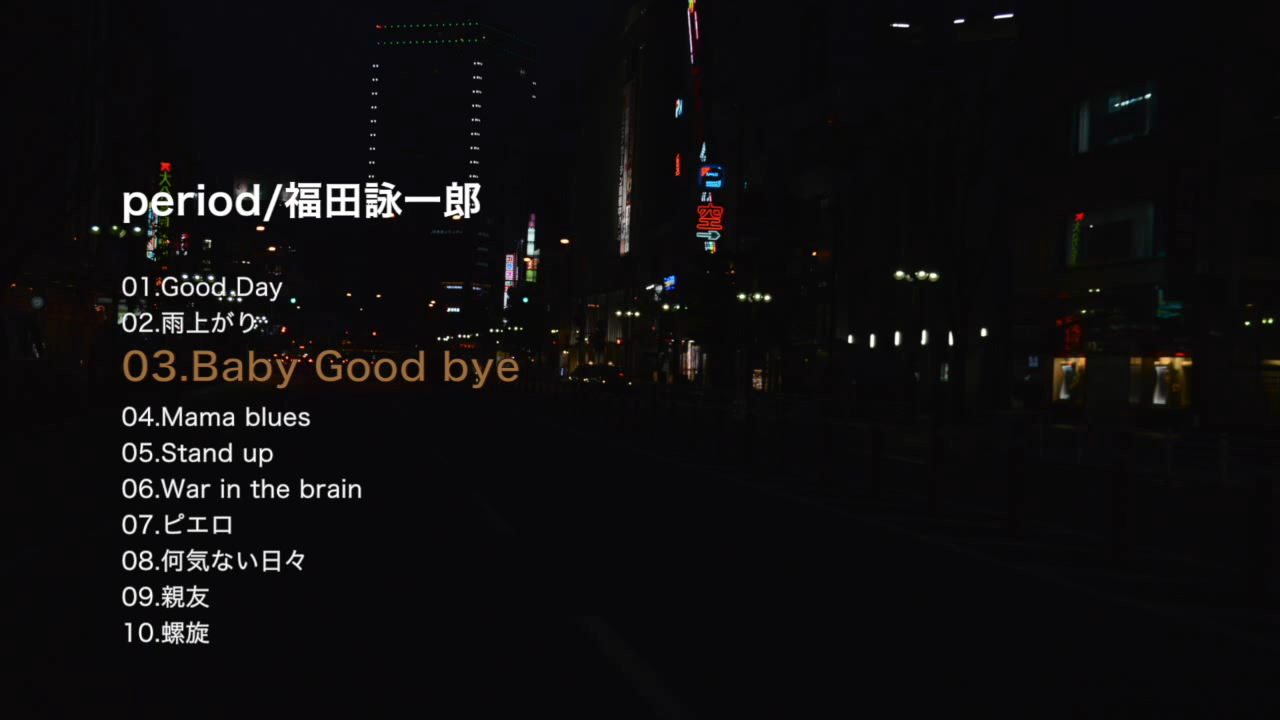 period/福田詠一郎
01.Good Day
02.雨上がり
03.Baby Good bye
04.Mama blues
05.Stand up
06.War in the brain
07.ピエロ
08.何気ない日々
09.親友
10.螺旋